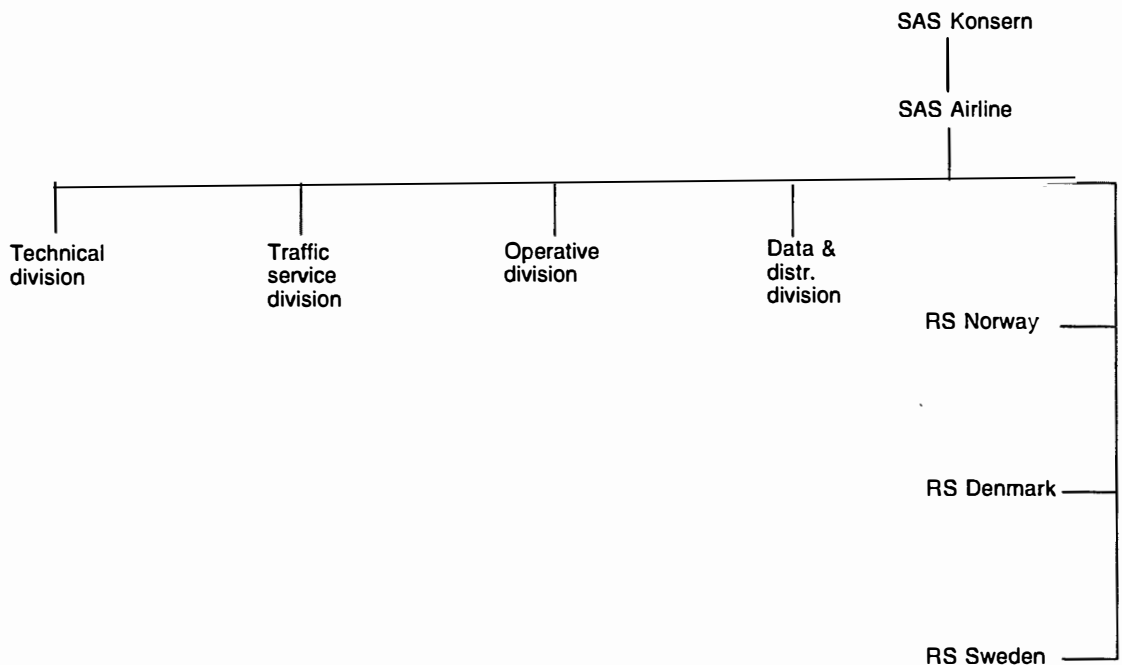 SAS Konsern
SAS Airline
Technical
division
Traffic
service
division
Operative
division
Data &
distr.
division
RS Norway
RS Denmark
RS Sweden